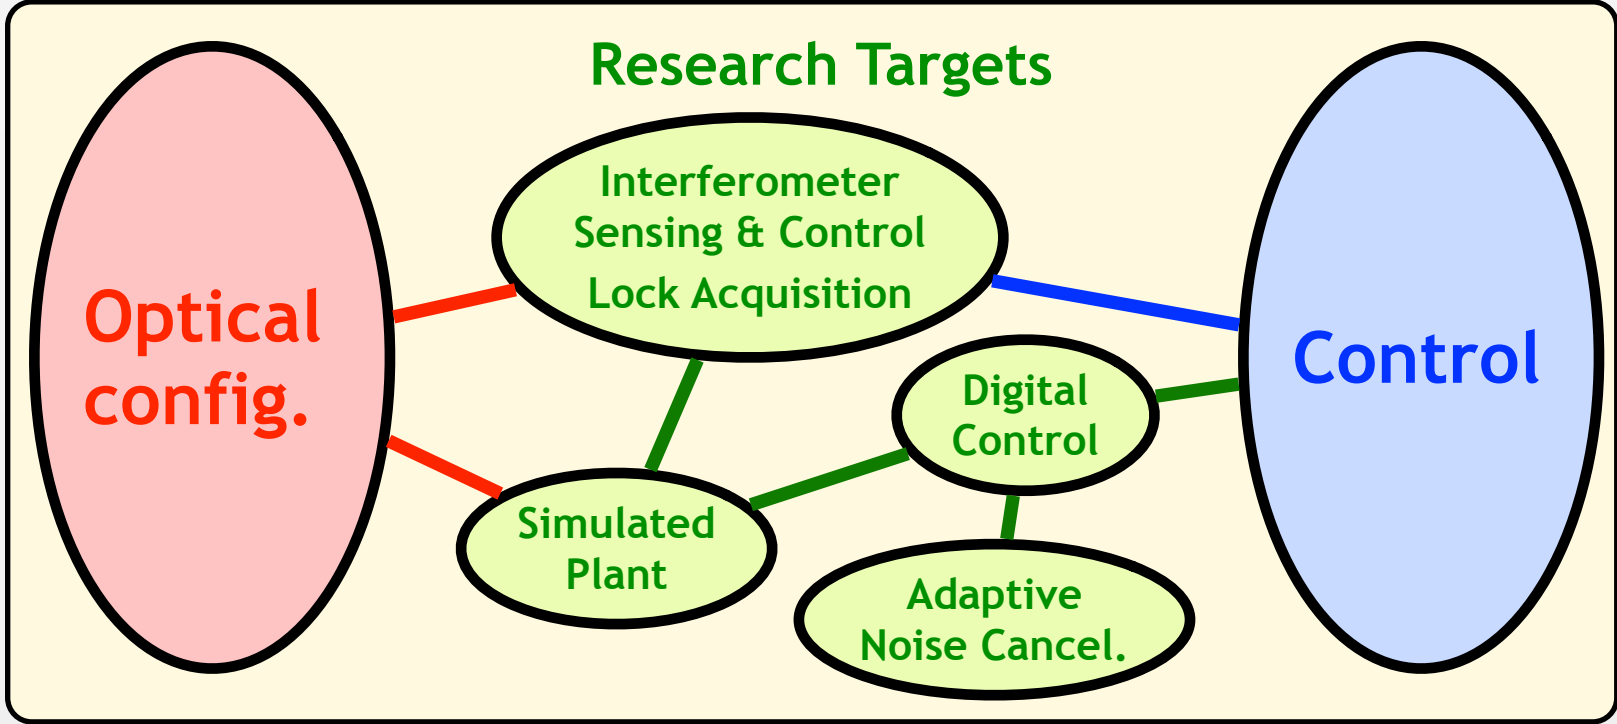 Research Targets
Optical
config.
Interferometer
Sensing & Control
Lock Acquisition
Simulated
Plant
Digital
Control
Adaptive
Noise Cancel.
Control